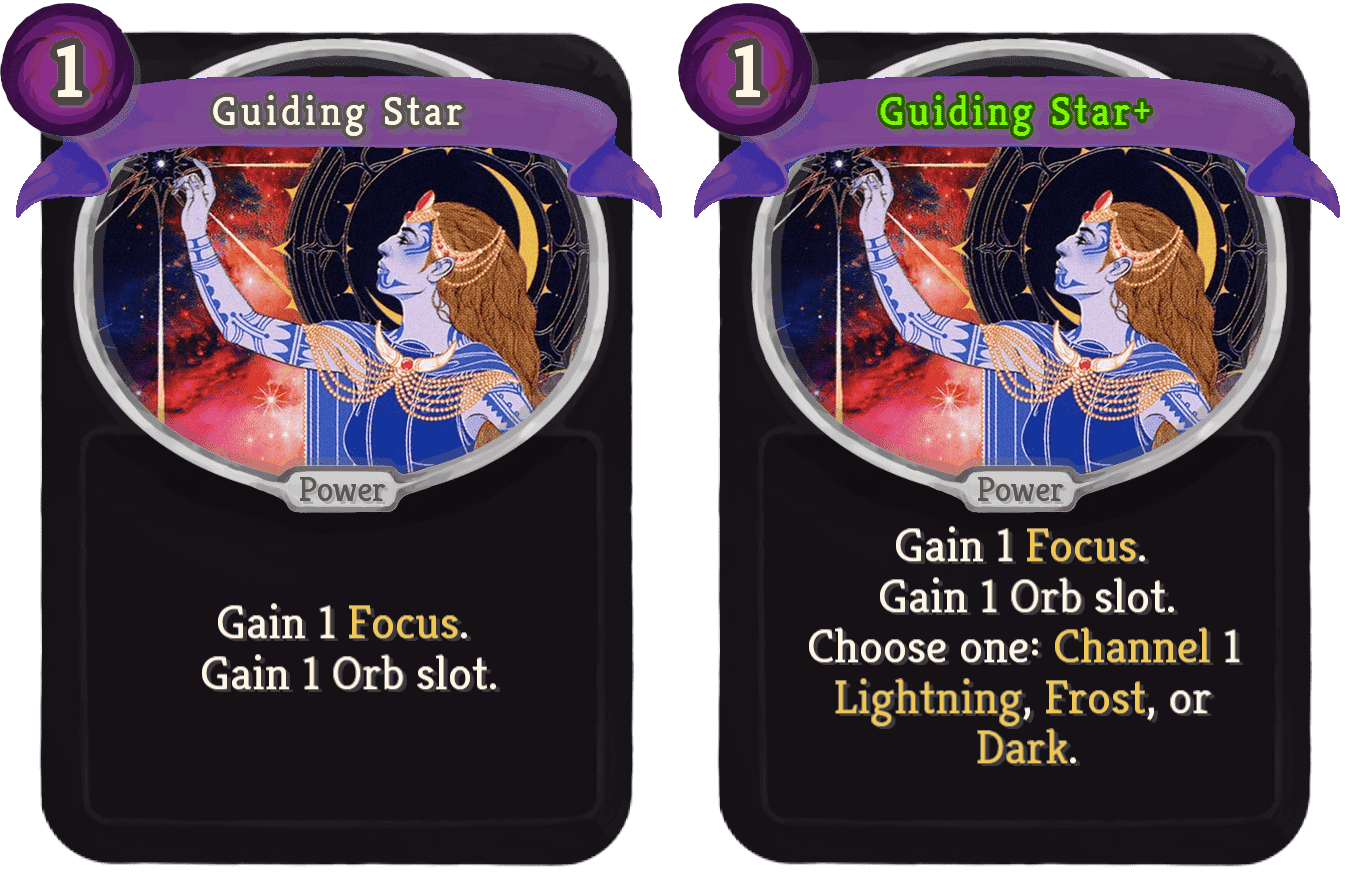 1
Guiding Star
Power
Gain 1 Focus.
Gain 1 Orb slot.
1
Guiding Star+
Power
Gain 1 Focus.
Gain 1 Orb slot.
Choose one: Channel 1
Lightning, Frost, or
Dark.